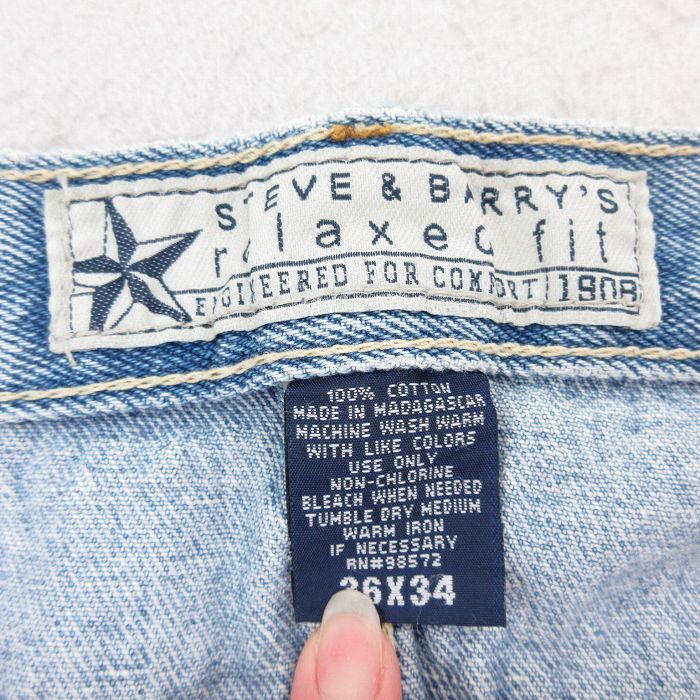 STEVE & BARRY'S
relaxed fit
ENGINEERED FOR COMFORT 1908
100% COTTON
MADE IN MADAGASCAR
MACHINE WASH WARM
WITH LIKE COLORS
USE ONLY
NON-CHLORINE
BLEACH WHEN NEEDED
TUMBLE DRY MEDIUM
WARM IRON
IF NECESSARY
RN#98572
36X34